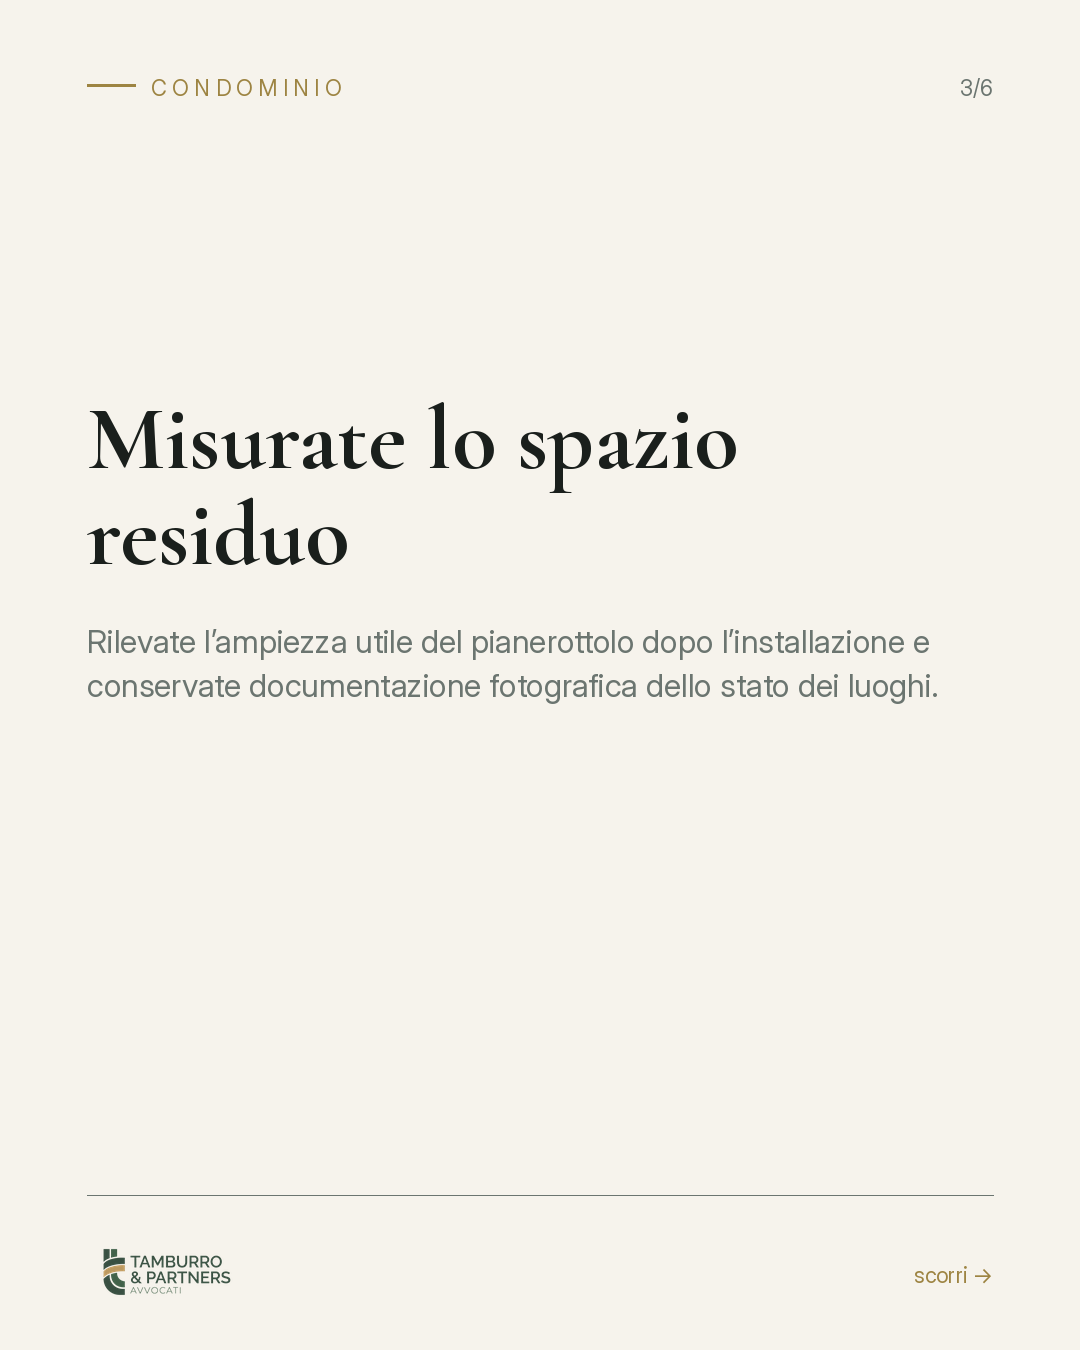 CONDOMINIO
3/6
Misurate lo spazio
residuo
Rilevate l’ampiezza utile del pianerottolo dopo l’installazione e
conservate documentazione fotografica dello stato dei luoghi.
TAMBURRO
& PARTNERS
AVVOCATI
scorri →